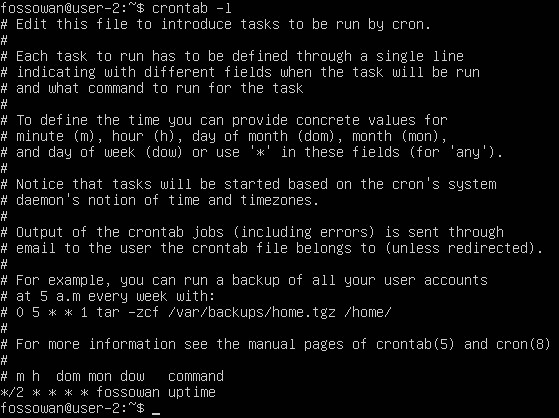 fossowan@user-2:~$ crontab -l
# Edit this file to introduce tasks to be run by cron.
#
# Each task to run has to be defined through a single line
# indicating with different fields when the task will be run
# and what command to run for the task
#
# To define the time you can provide concrete values for
# minute (m), hour (h), day of month (dom), month (mon),
# and day of week (dow) or use '*' in these fields (for 'any').
#
# Notice that tasks will be started based on the cron's system
# daemon's notion of time and timezones.
#
# Output of the crontab jobs (including errors) is sent through
# email to the user the crontab file belongs to (unless redirected).
#
# For example, you can run a backup of all your user accounts
# at 5 a.m every week with:
# 0 5 * * 1 tar -zcf /var/backups/home.tgz /home/
#
# For more information see the manual pages of crontab(5) and cron(8)
#
# m h  dom mon dow   command
*/2 * * * * fossowan uptime
fossowan@user-2:~$ _